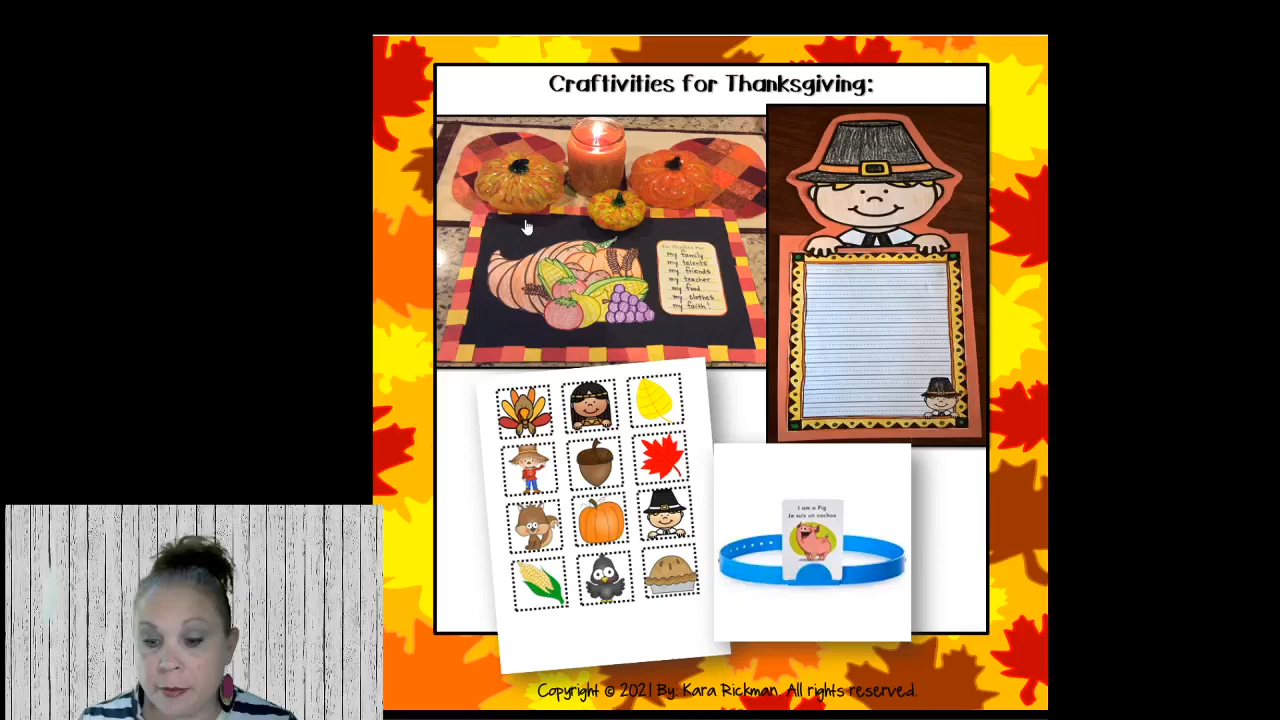 Craftivities for Thanksgiving:
my family
my talents
my friends
my teacher
my food
my clothes
my faith!
I am a Pig
Je suis un cochon
Copyright © 2021 By: Kara Rickman. All rights reserved.